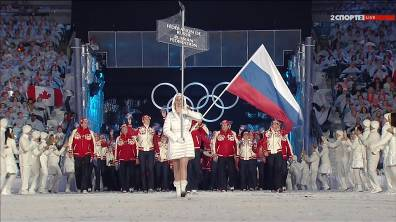 2 СПОРТ LIVE
FÉDÉRATION DE
RUSSIE
RUSSIAN
FEDERATION